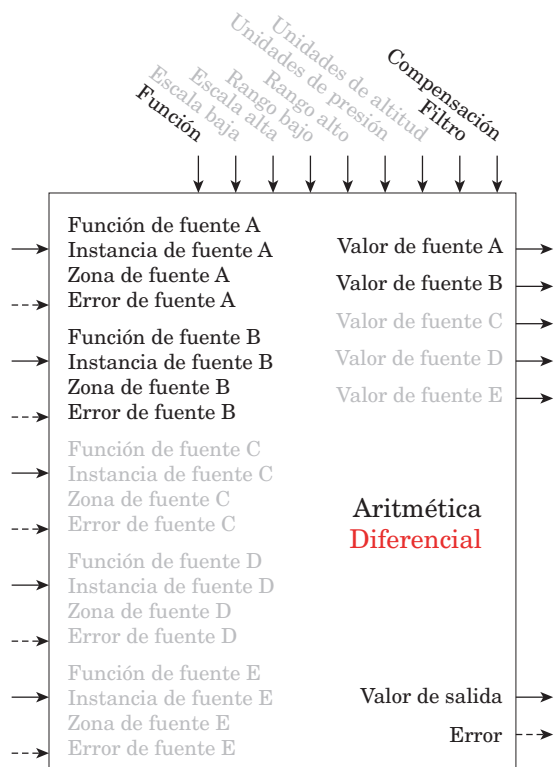 Función
Escala baja
Escala alta
Rango bajo
Rango alto
Unidades de presión
Unidades de altitud
Filtro
Compensación
Función de fuente A
Instancia de fuente A
Zona de fuente A
Error de fuente A
Función de fuente B
Instancia de fuente B
Zona de fuente B
Error de fuente B
Función de fuente C
Instancia de fuente C
Zona de fuente C
Error de fuente C
Función de fuente D
Instancia de fuente D
Zona de fuente D
Error de fuente D
Función de fuente E
Instancia de fuente E
Zona de fuente E
Error de fuente E
Valor de fuente A
Valor de fuente B
Valor de fuente C
Valor de fuente D
Valor de fuente E
Aritmética
Diferencial
Valor de salida
Error